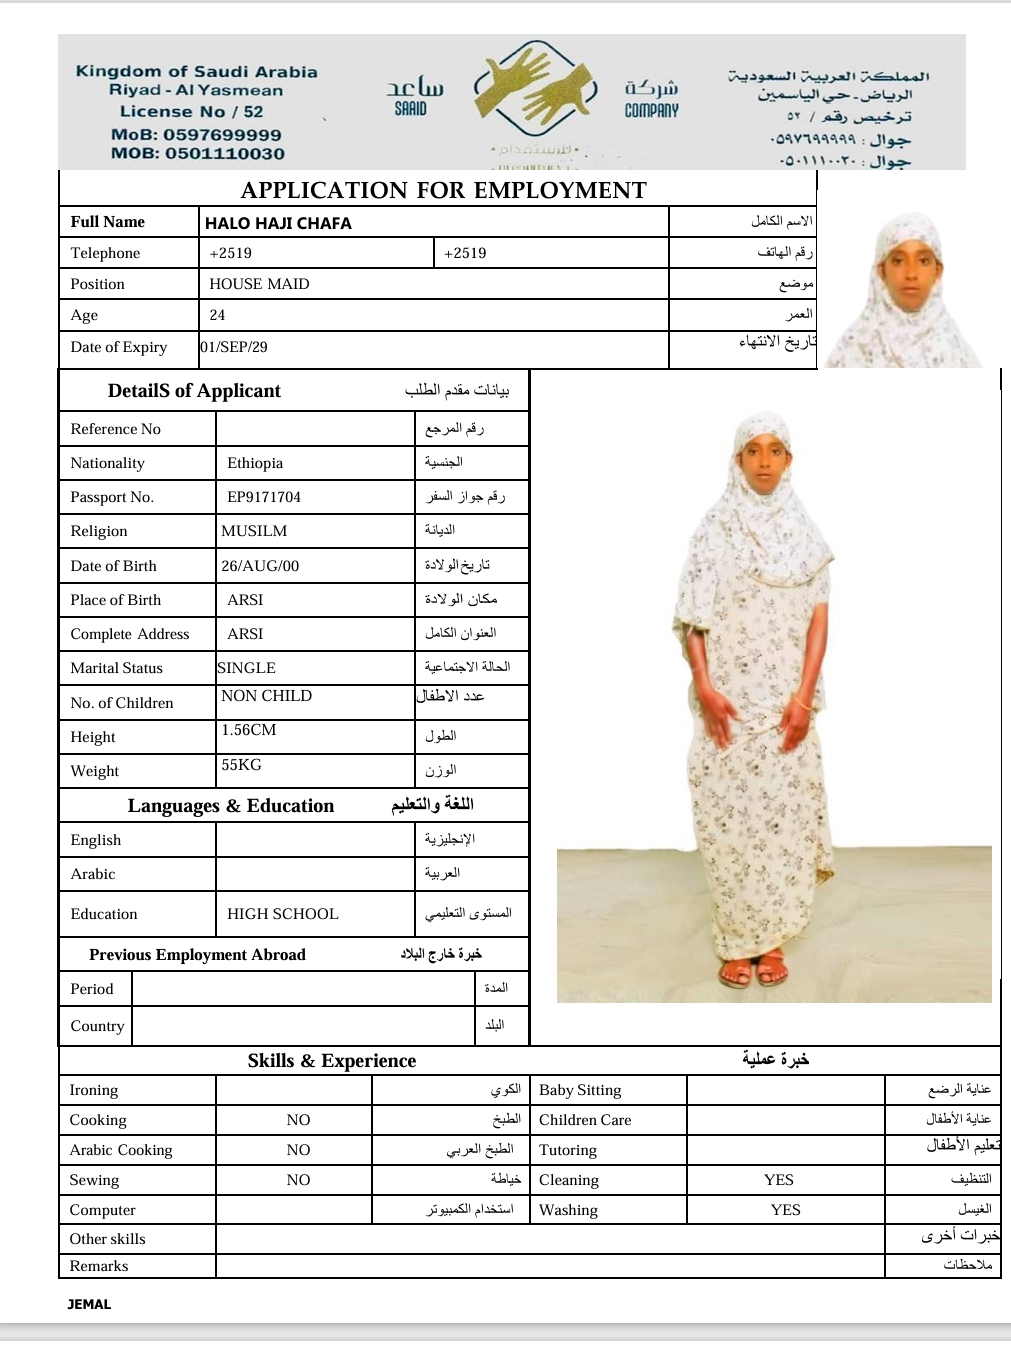 Kingdom of Saudi Arabia
Riyad - Al Yasmean
License No / 52
MoB: 0597699999
MOB: 0501110030
ساعد
SAAID
شركة
COMPANY
المملكة العربية السعودية
الرياض - حي الياسمين
ترخيص رقم / ٥٢
جوال : ٠٥٩٧٦٩٩٩٩٩
جوال : ٠٥٠١١١٠٠٣٠
للاستقدام
APPLICATION FOR EMPLOYMENT
Full Name HALO HAJI CHAFA الاسم الكامل
Telephone +2519 +2519 رقم الهاتف
Position HOUSE MAID موضع
Age 24 العمر
Date of Expiry 01/SEP/29 تاريخ الانتهاء
DetailS of Applicant بيانات مقدم الطلب
Reference No رقم المرجع
Nationality Ethiopia الجنسية
Passport No. EP9171704 رقم جواز السفر
Religion MUSILM الديانة
Date of Birth 26/AUG/00 تاريخ الولادة
Place of Birth ARSI مكان الولادة
Complete Address ARSI العنوان الكامل
Marital Status SINGLE الحالة الاجتماعية
No. of Children NON CHILD عدد الاطفال
Height 1.56CM الطول
Weight 55KG الوزن
Languages & Education اللغة والتعليم
English الإنجليزية
Arabic العربية
Education HIGH SCHOOL المستوى التعليمي
Previous Employment Abroad خبرة خارج البلاد
Period المدة
Country البلد
Skills & Experience خبرة عملية
Ironing الكوي Baby Sitting عناية الرضع
Cooking NO الطبخ Children Care عناية الأطفال
Arabic Cooking NO الطبخ العربي Tutoring تعليم الأطفال
Sewing NO خياطة Cleaning YES التنظيف
Computer استخدام الكمبيوتر Washing YES الغيسل
Other skills خبرات أخرى
Remarks ملاحظات
JEMAL